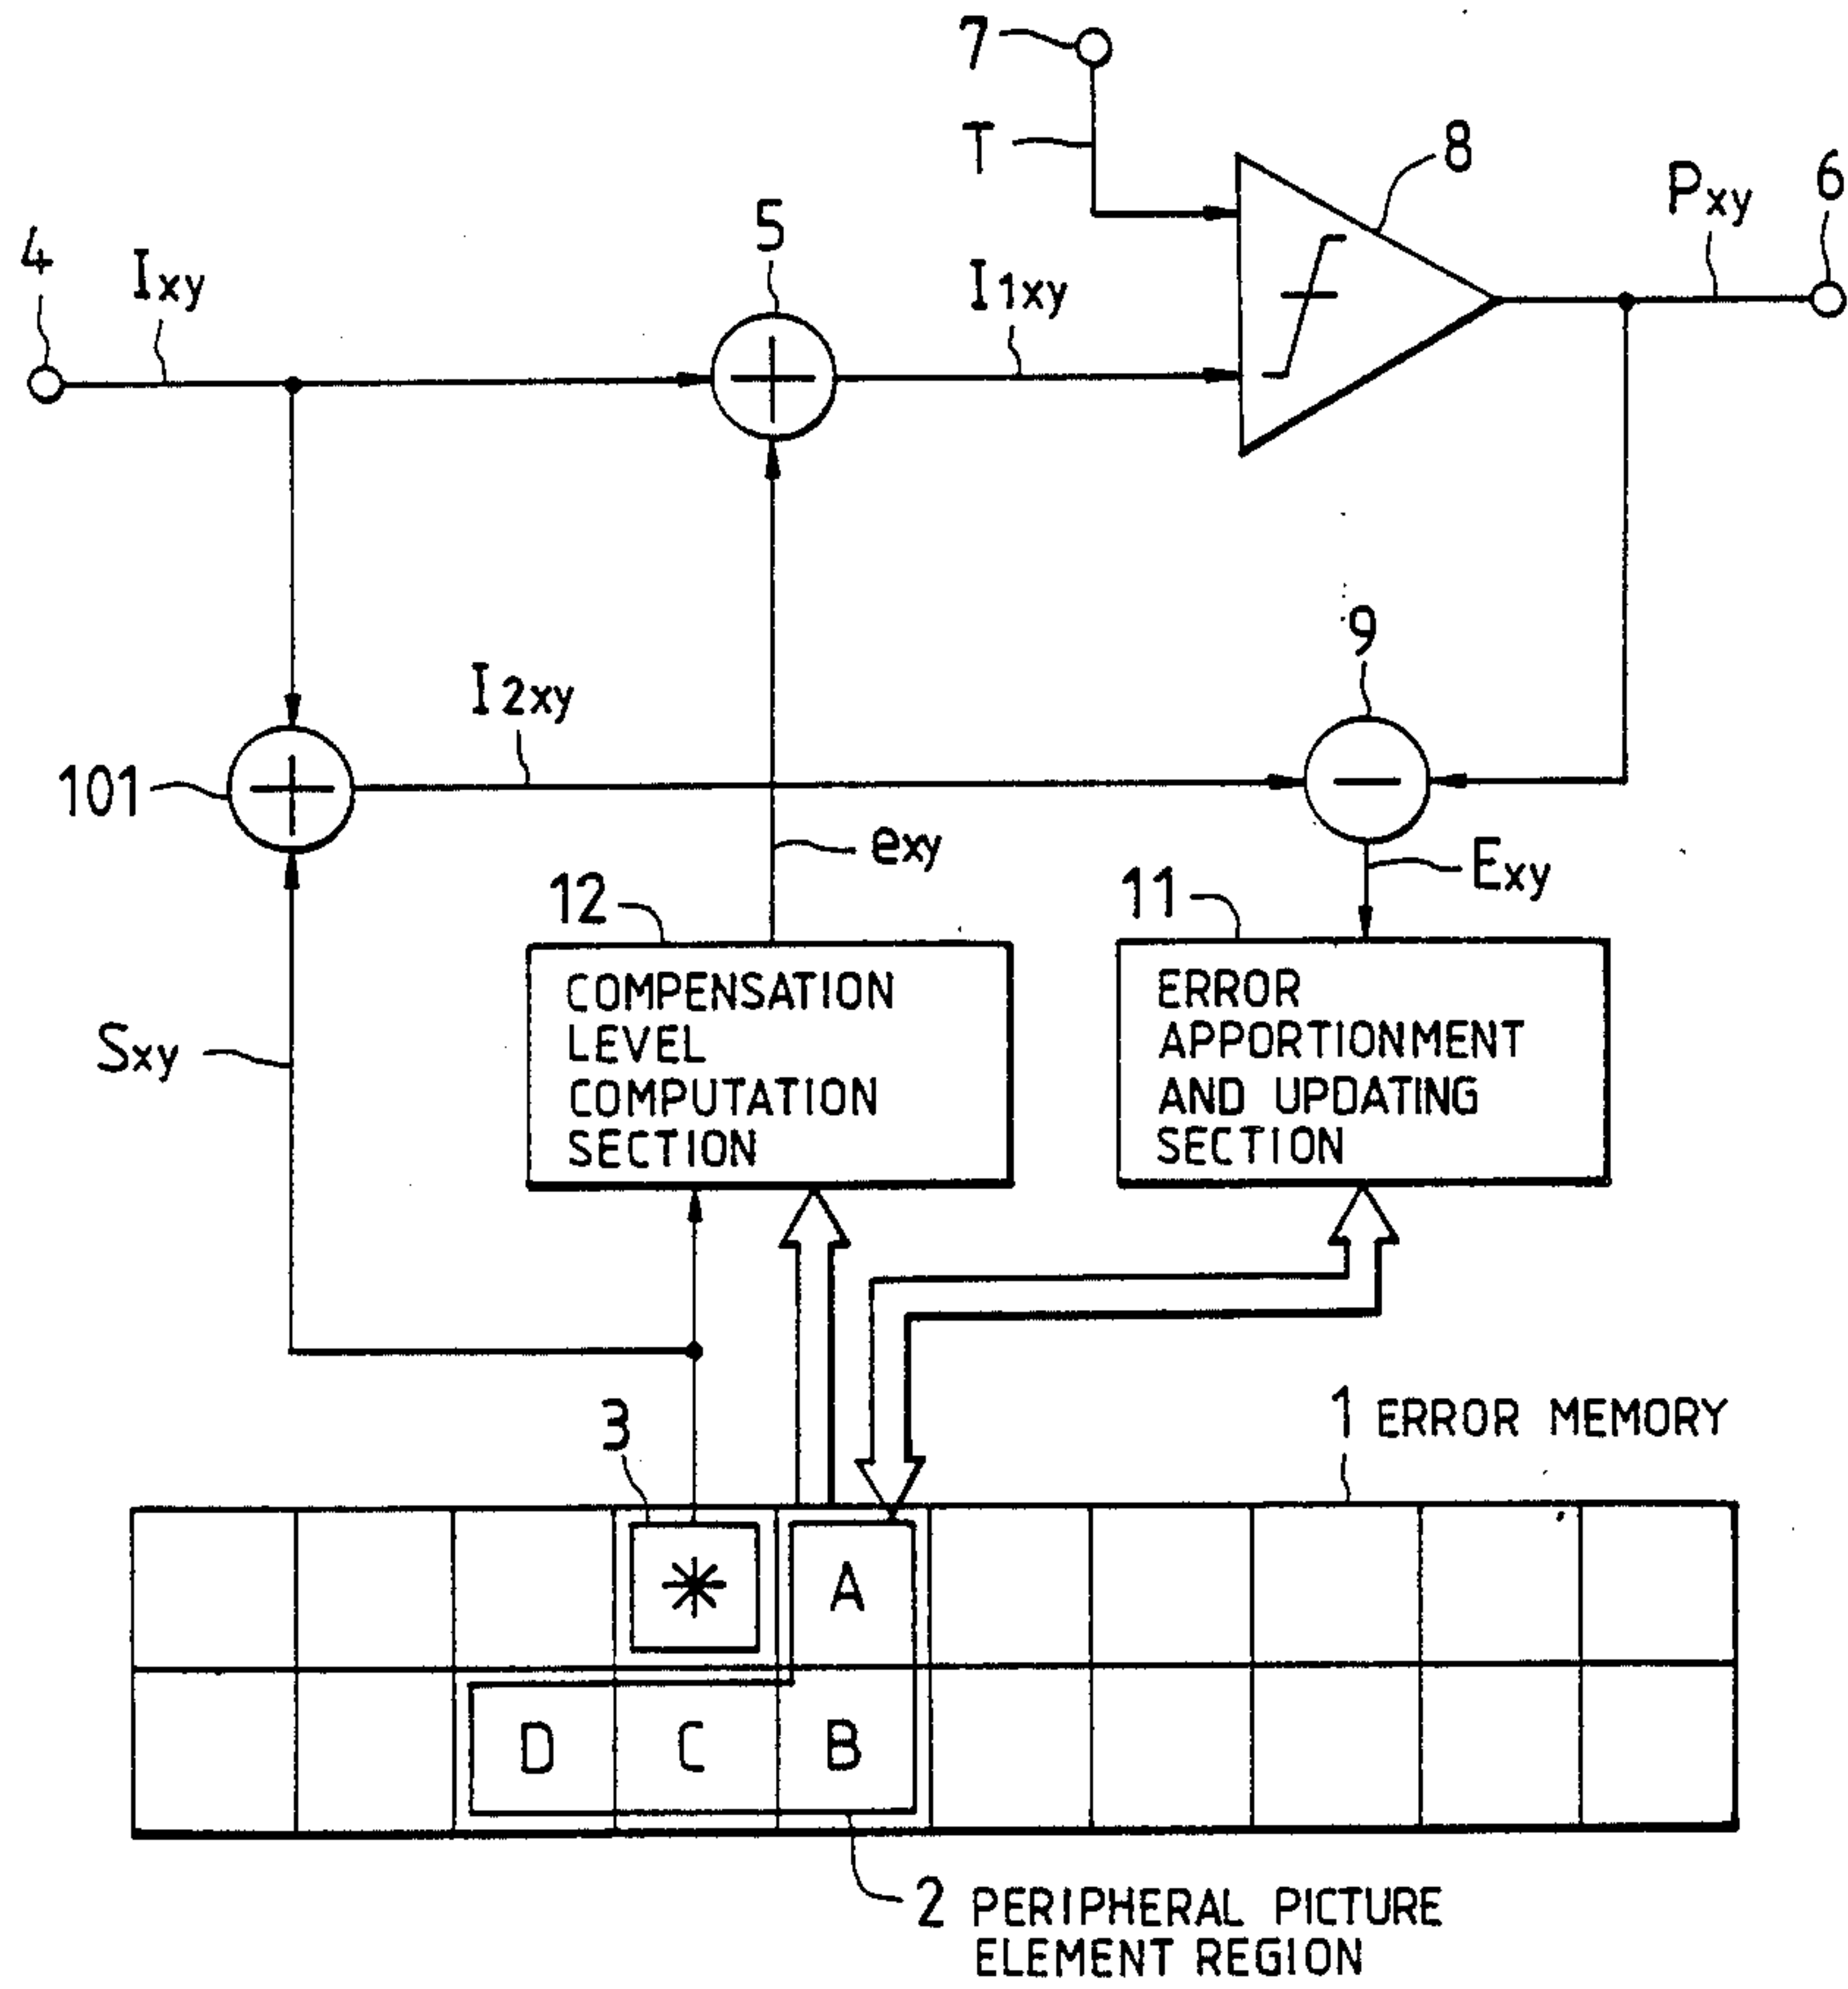 7
T
8
6
Pxy
4
Ixy
5
I1xy
9
I2xy
101
exy
Exy
12
11
COMPENSATION
LEVEL
COMPUTATION
SECTION
ERROR
APPORTIONMENT
AND UPDATING
SECTION
Sxy
3
1 ERROR MEMORY
* A
D C B
2 PERIPHERAL PICTURE
ELEMENT REGION